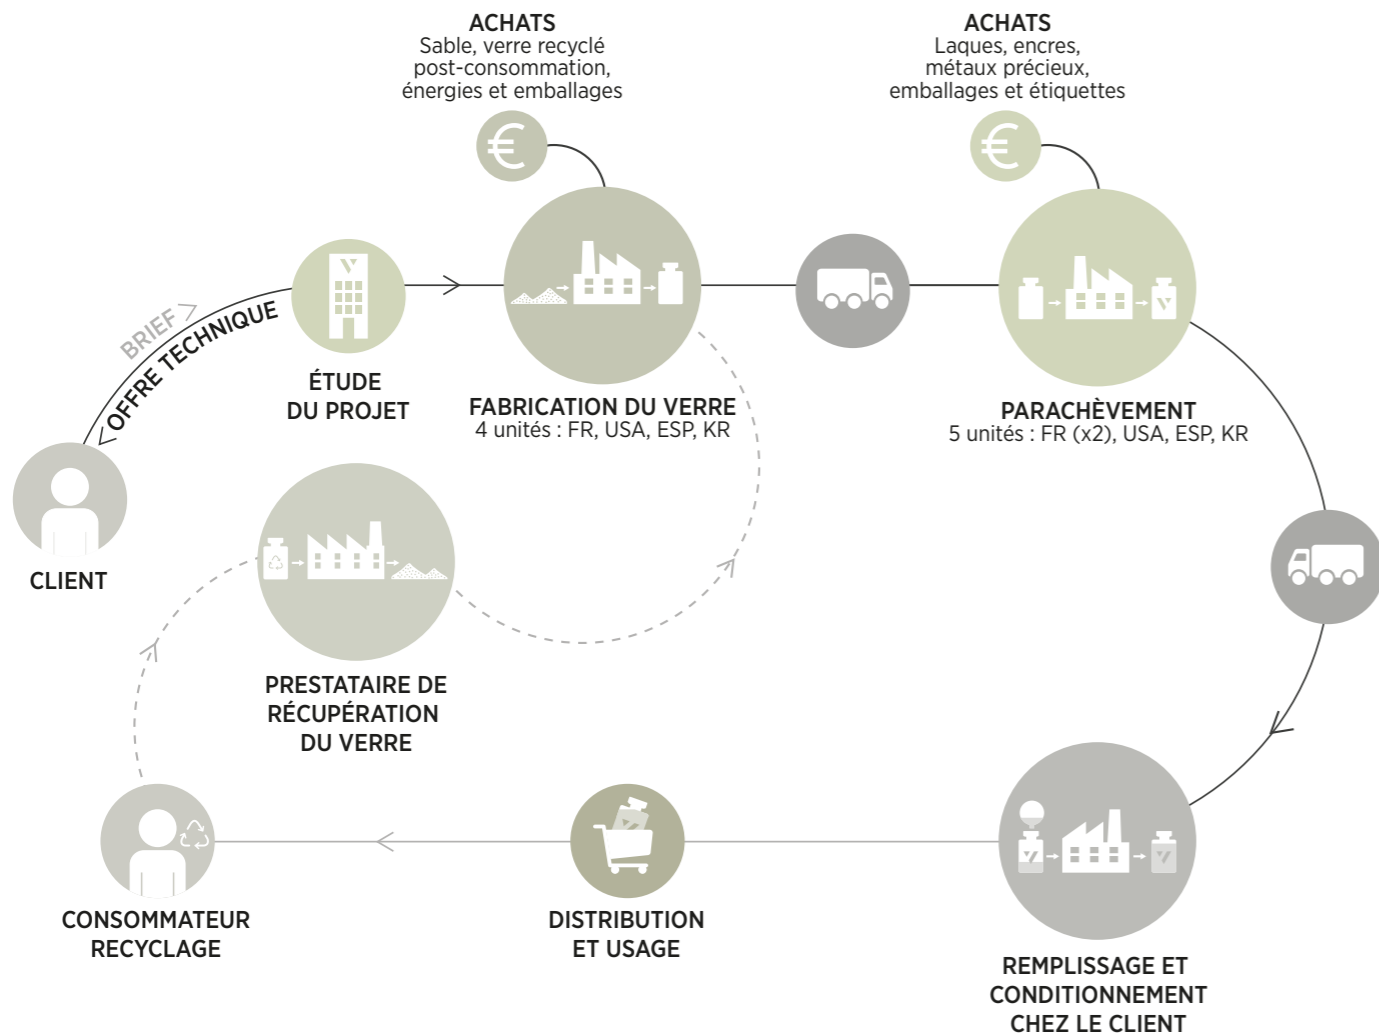 ACHATS
Sable, verre recyclé
post-consommation,
énergies et emballages
ACHATS
Laques, encres,
métaux précieux,
emballages et étiquettes
BRIEF
OFFRE TECHNIQUE
ÉTUDE
DU PROJET
FABRICATION DU VERRE
4 unités : FR, USA, ESP, KR
PARACHÈVEMENT
5 unités : FR (x2), USA, ESP, KR
CLIENT
PRESTATAIRE DE
RÉCUPÉRATION
DU VERRE
CONSOMMATEUR
RECYCLAGE
DISTRIBUTION
ET USAGE
REMPLISSAGE ET
CONDITIONNEMENT
CHEZ LE CLIENT